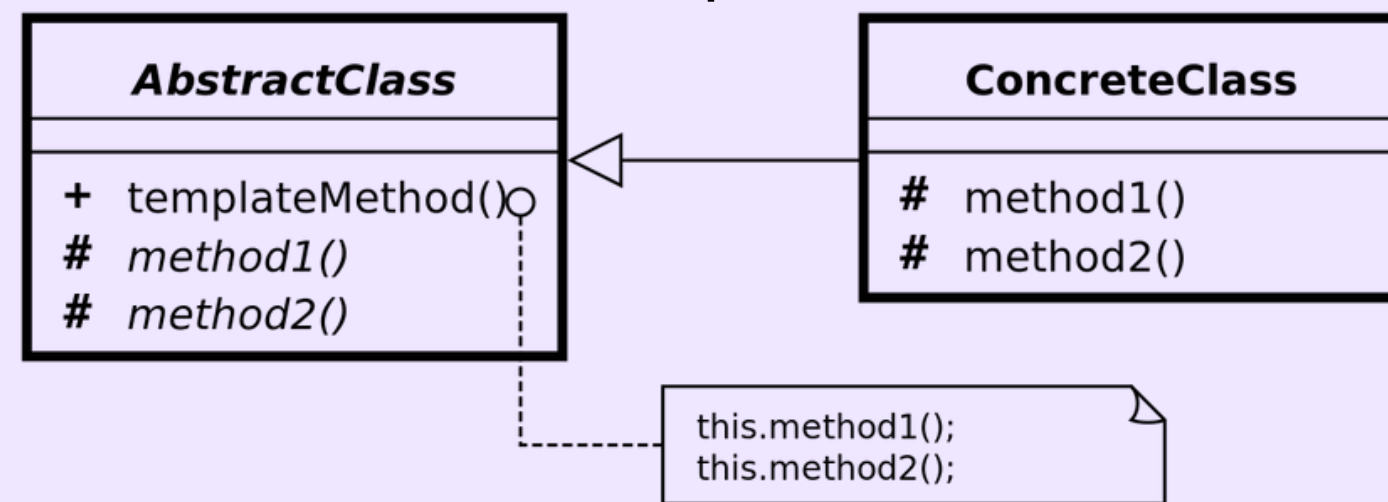 AbstractClass
+ templateMethod()
# method1()
# method2()
ConcreteClass
# method1()
# method2()
this.method1();
this.method2();